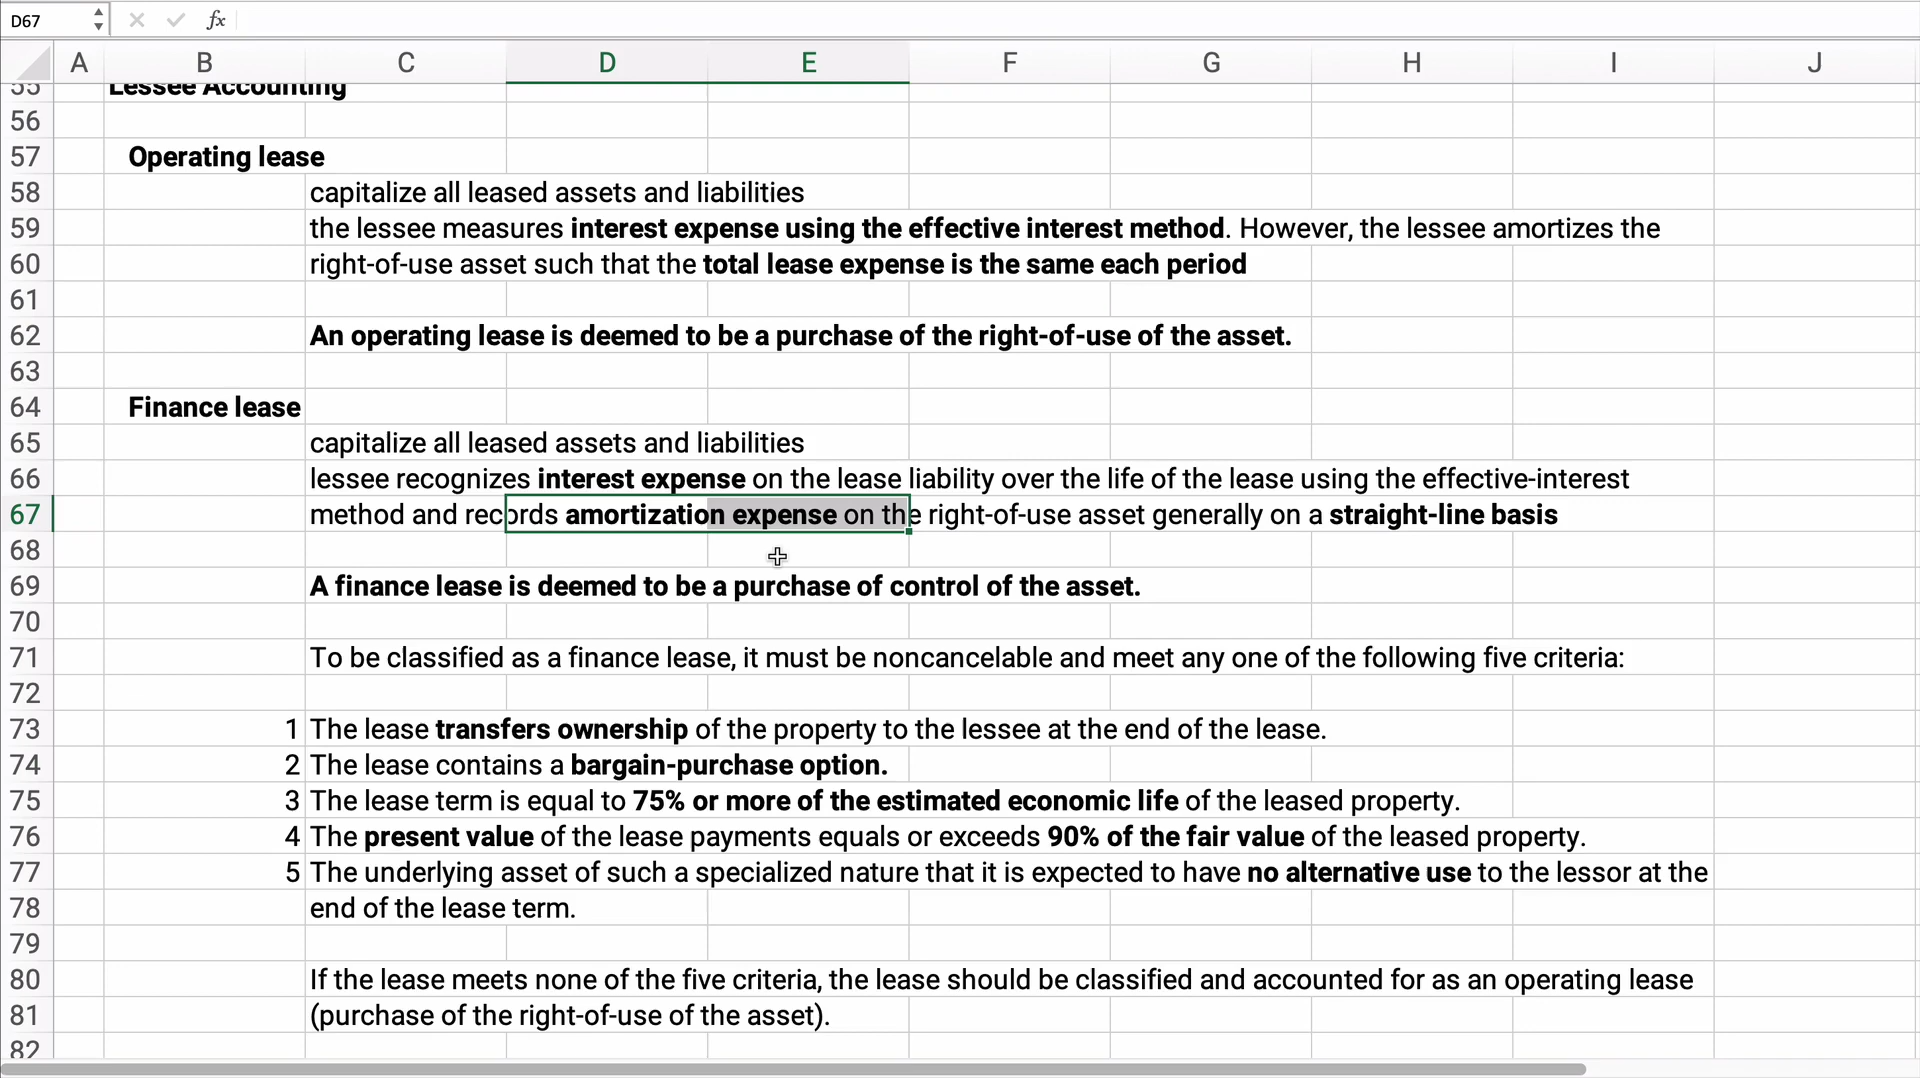 D67
fx
A B C D E F G H I J
55 Lessee Accounting
56
57 Operating lease
58 capitalize all leased assets and liabilities
59 the lessee measures interest expense using the effective interest method. However, the lessee amortizes the
60 right-of-use asset such that the total lease expense is the same each period
61
62 An operating lease is deemed to be a purchase of the right-of-use of the asset.
63
64 Finance lease
65 capitalize all leased assets and liabilities
66 lessee recognizes interest expense on the lease liability over the life of the lease using the effective-interest
67 method and records amortization expense on the right-of-use asset generally on a straight-line basis
68
69 A finance lease is deemed to be a purchase of control of the asset.
70
71 To be classified as a finance lease, it must be noncancelable and meet any one of the following five criteria:
72
73 1 The lease transfers ownership of the property to the lessee at the end of the lease.
74 2 The lease contains a bargain-purchase option.
75 3 The lease term is equal to 75% or more of the estimated economic life of the leased property.
76 4 The present value of the lease payments equals or exceeds 90% of the fair value of the leased property.
77 5 The underlying asset of such a specialized nature that it is expected to have no alternative use to the lessor at the
78 end of the lease term.
79
80 If the lease meets none of the five criteria, the lease should be classified and accounted for as an operating lease
81 (purchase of the right-of-use of the asset).
82